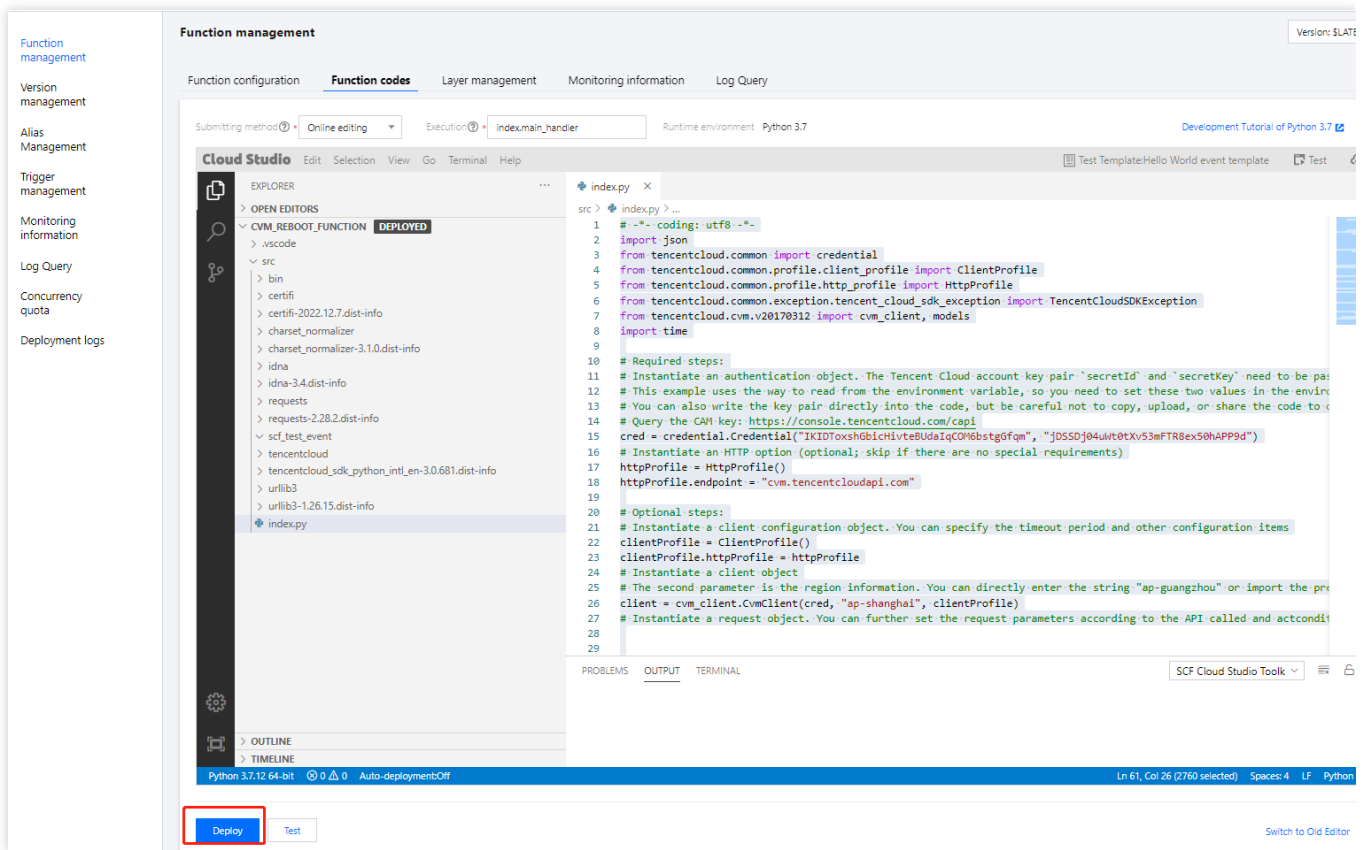 Function management
Version: $LATE
Function
management
Version
management
Alias
Management
Trigger
management
Monitoring
information
Log Query
Concurrency
quota
Deployment logs
Function configuration Function codes Layer management Monitoring information Log Query
Submitting method * Online editing Execution * index.main_handler Runtime environment Python 3.7 Development Tutorial of Python 3.7
Cloud Studio Edit Selection View Go Terminal Help Test Template:Hello World event template Test
EXPLORER ···
OPEN EDITORS
CVM_REBOOT_FUNCTION DEPLOYED
.vscode
src
bin
certifi
certifi-2022.12.7.dist-info
charset_normalizer
charset_normalizer-3.1.0.dist-info
idna
idna-3.4.dist-info
requests
requests-2.28.2.dist-info
scf_test_event
tencentcloud
tencentcloud_sdk_python_intl_en-3.0.681.dist-info
urllib3
urllib3-1.26.15.dist-info
index.py
OUTLINE
TIMELINE
index.py ×
src > index.py > ...
1 # -*- coding: utf8 -*-
2 import json
3 from tencentcloud.common import credential
4 from tencentcloud.common.profile.client_profile import ClientProfile
5 from tencentcloud.common.profile.http_profile import HttpProfile
6 from tencentcloud.common.exception.tencent_cloud_sdk_exception import TencentCloudSDKException
7 from tencentcloud.cvm.v20170312 import cvm_client, models
8 import time
9
10 # Required steps:
11 # Instantiate an authentication object. The Tencent Cloud account key pair `secretId` and `secretKey` need to be pas
12 # This example uses the way to read from the environment variable, so you need to set these two values in the enviro
13 # You can also write the key pair directly into the code, but be careful not to copy, upload, or share the code to o
14 # Query the CAM key: https://console.tencentcloud.com/capi
15 cred = credential.Credential("IKIDToxshGbicHivteBUdaIqCOM6bstgGfqm", "jDSSDj04uWt0tXv53mFTR8ex50hAPP9d")
16 # Instantiate an HTTP option (optional; skip if there are no special requirements)
17 httpProfile = HttpProfile()
18 httpProfile.endpoint = "cvm.tencentcloudapi.com"
19
20 # Optional steps:
21 # Instantiate a client configuration object. You can specify the timeout period and other configuration items
22 clientProfile = ClientProfile()
23 clientProfile.httpProfile = httpProfile
24 # Instantiate a client object
25 # The second parameter is the region information. You can directly enter the string "ap-guangzhou" or import the pre
26 client = cvm_client.CvmClient(cred, "ap-shanghai", clientProfile)
27 # Instantiate a request object. You can further set the request parameters according to the API called and actcondit
28
29
PROBLEMS OUTPUT TERMINAL SCF Cloud Studio Toolk
Python 3.7.12 64-bit 0 0 Auto-deployment:Off Ln 61, Col 26 (2760 selected) Spaces: 4 LF Python
Deploy Test Switch to Old Editor